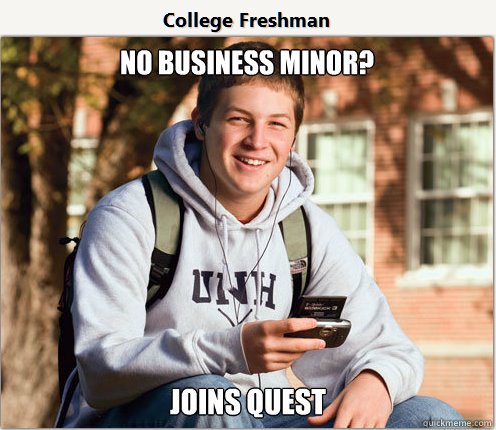 College Freshman
NO BUSINESS MINOR?
UNH
JOINS QUEST
quickmeme.com